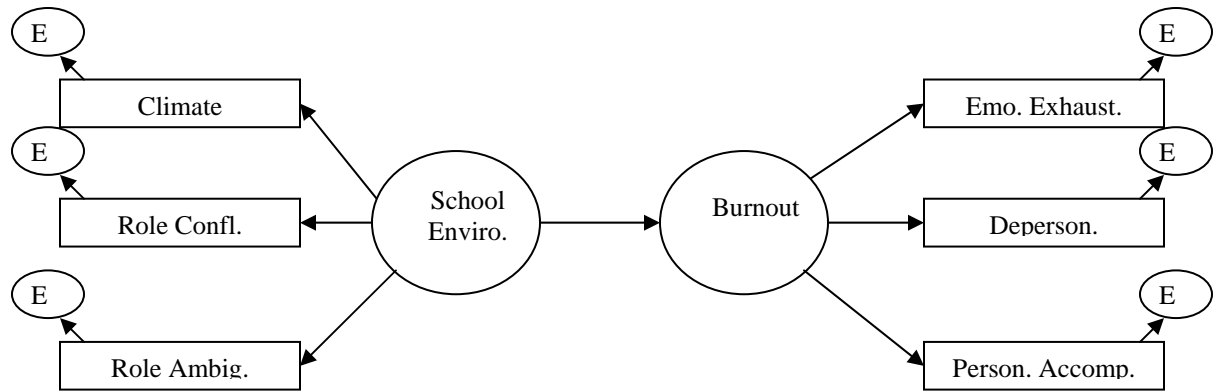 E
E
Climate
Emo. Exhaust.
E
E
School
Enviro.
Burnout
Role Confl.
Deperson.
E
E
Role Ambig.
Person. Accomp.